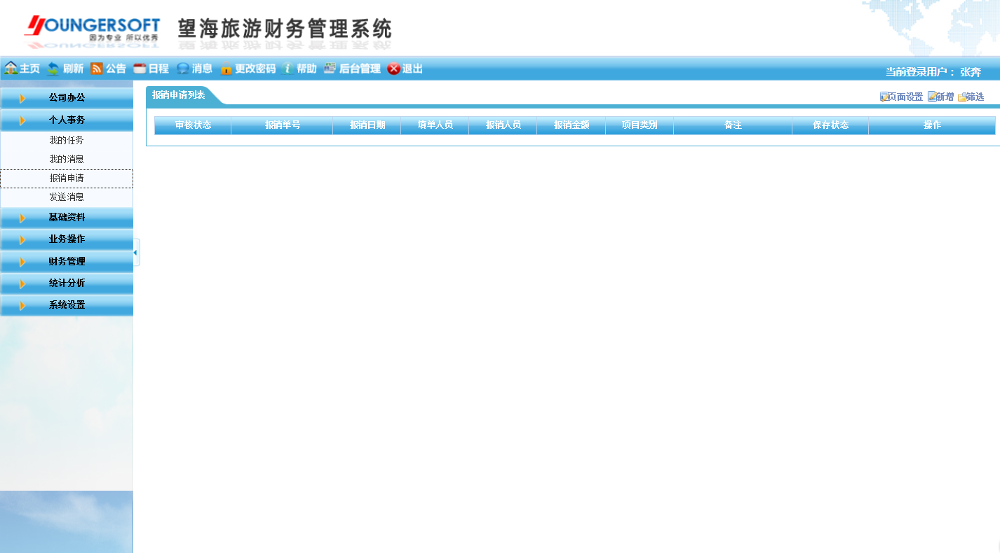 YOUNGERSOFT
因为专业 所以优秀
望海旅游财务管理系统
主页 刷新 公告 日程 消息 更改密码 帮助 后台管理 退出
当前登录用户： 张奔
公司办公
个人事务
我的任务
我的消息
报销申请
发送消息
基础资料
业务操作
财务管理
统计分析
系统设置
报销申请列表
页面设置 新增 筛选
审核状态 报销单号 报销日期 填单人员 报销人员 报销金额 项目类别 备注 保存状态 操作